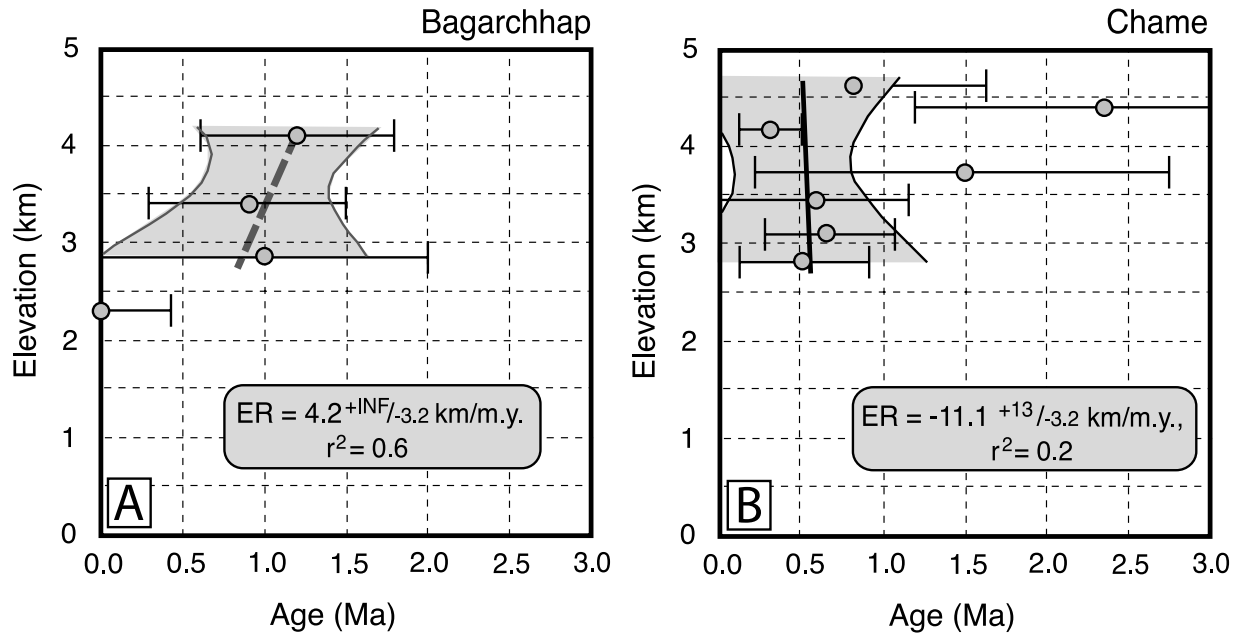 Bagarchhap
5
4
3
2
1
0
Elevation (km)
ER = 4.2 +INF/-3.2 km/m.y.
r² = 0.6
A
0.0 0.5 1.0 1.5 2.0 2.5 3.0
Age (Ma)
Chame
5
4
3
2
1
0
Elevation (km)
ER = -11.1 +13/-3.2 km/m.y.,
r² = 0.2
B
0.0 0.5 1.0 1.5 2.0 2.5 3.0
Age (Ma)